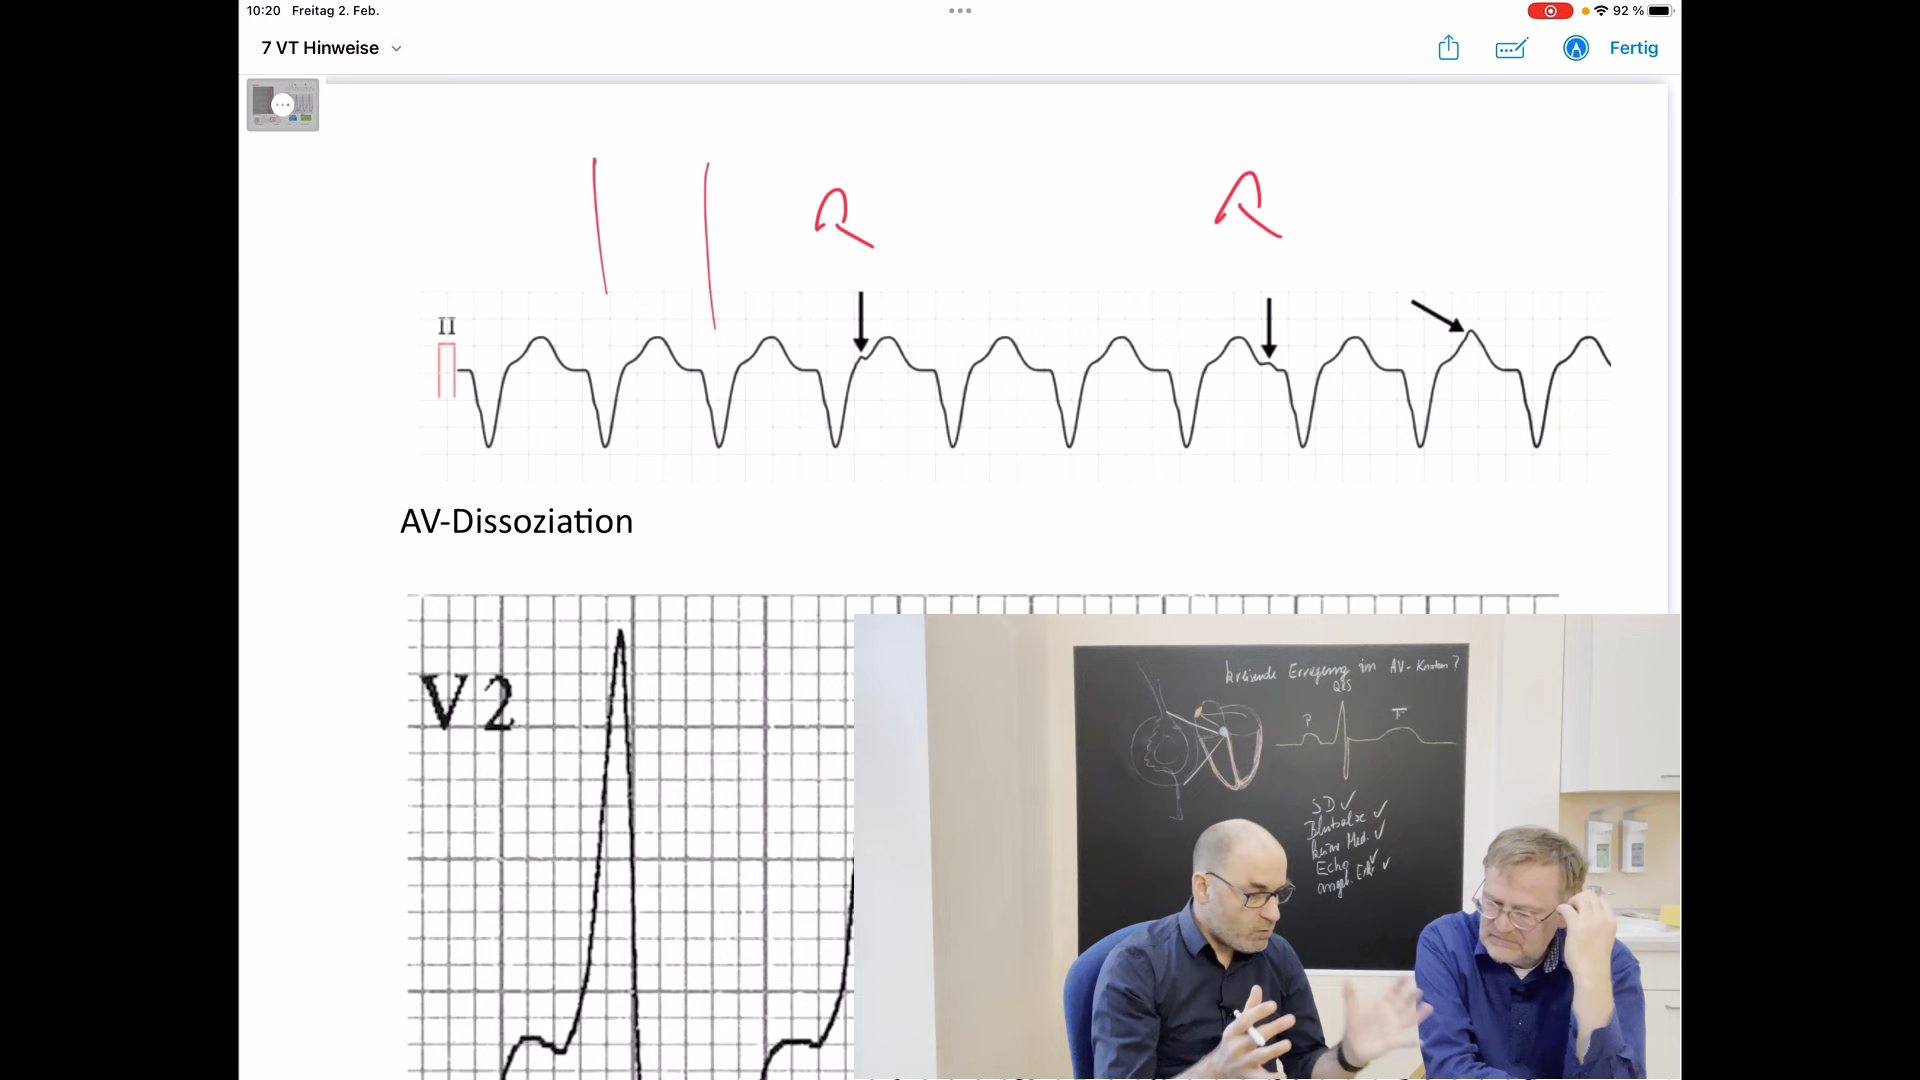 10:20 Freitag 2. Feb.
92 %
7 VT Hinweise
Fertig
II
AV-Dissoziation
V2
kreisende Erregung im AV-Knoten?
QRS
P
T
SD ✓
Blutsalze ✓
keine Med. ✓
Echo ✓